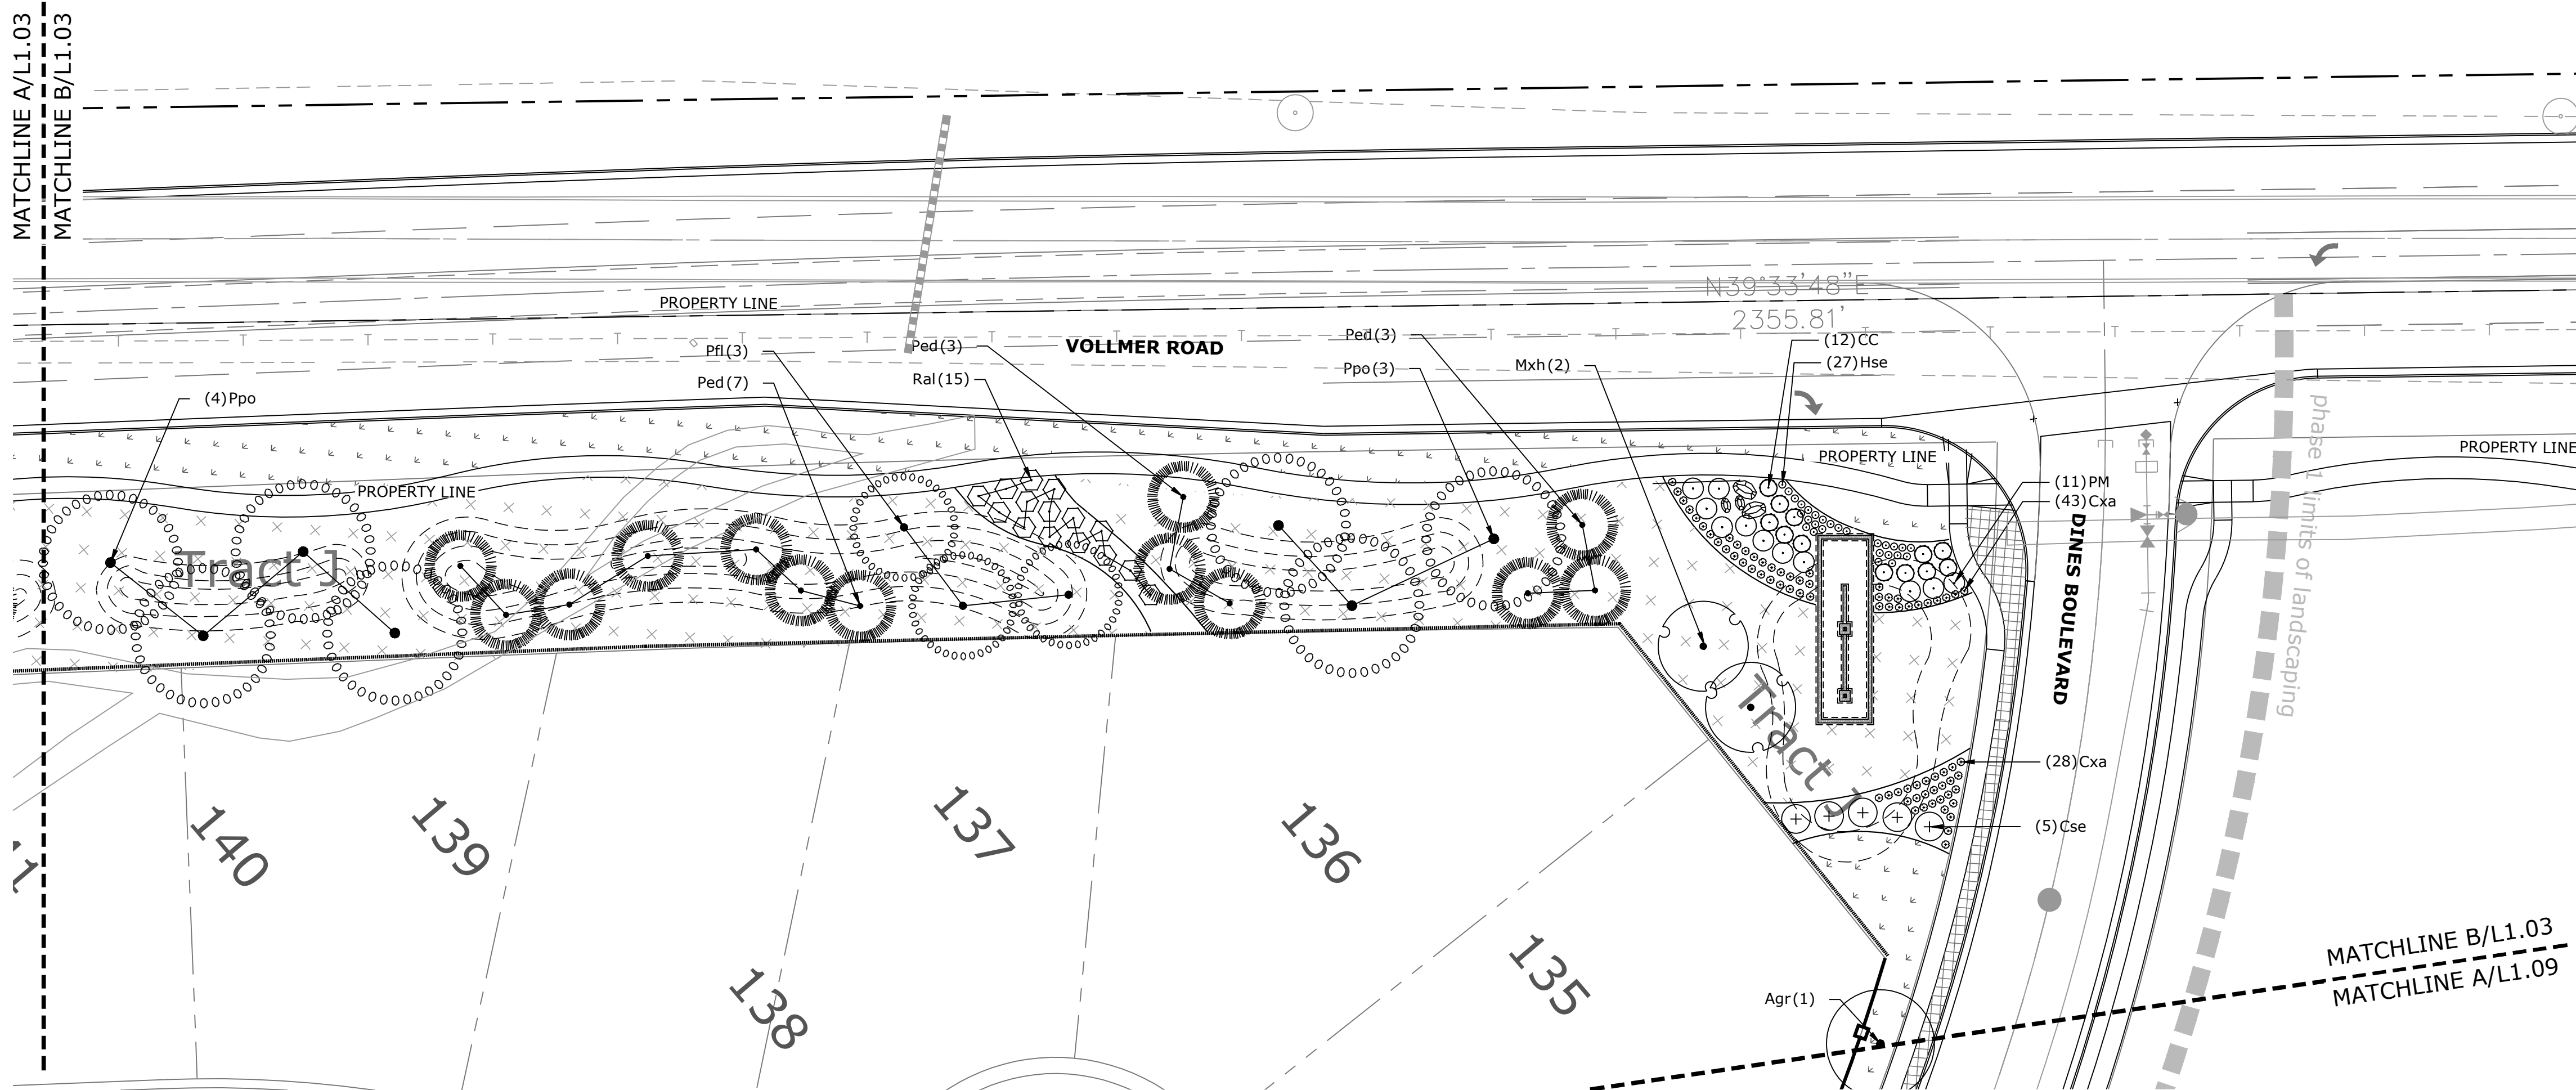 MATCHLINE A/L1.03
MATCHLINE B/L1.03
N39°33'48"E
2355.81'
PROPERTY LINE
VOLLMER ROAD
Pfl(3)
Ped(3)
Ped(3)
(12)CC
(27)Hse
Ped(7)
Ral(15)
Ppo(3)
Mxh(2)
(4)Ppo
PROPERTY LINE
PROPERTY LINE
PROPERTY LINE
phase 1 limits of landscaping
(11)PM
(43)Cxa
DINES BOULEVARD
Tract J
Tract J
(28)Cxa
(5)Cse
140
139
138
137
136
135
Agr(1)
MATCHLINE B/L1.03
MATCHLINE A/L1.09